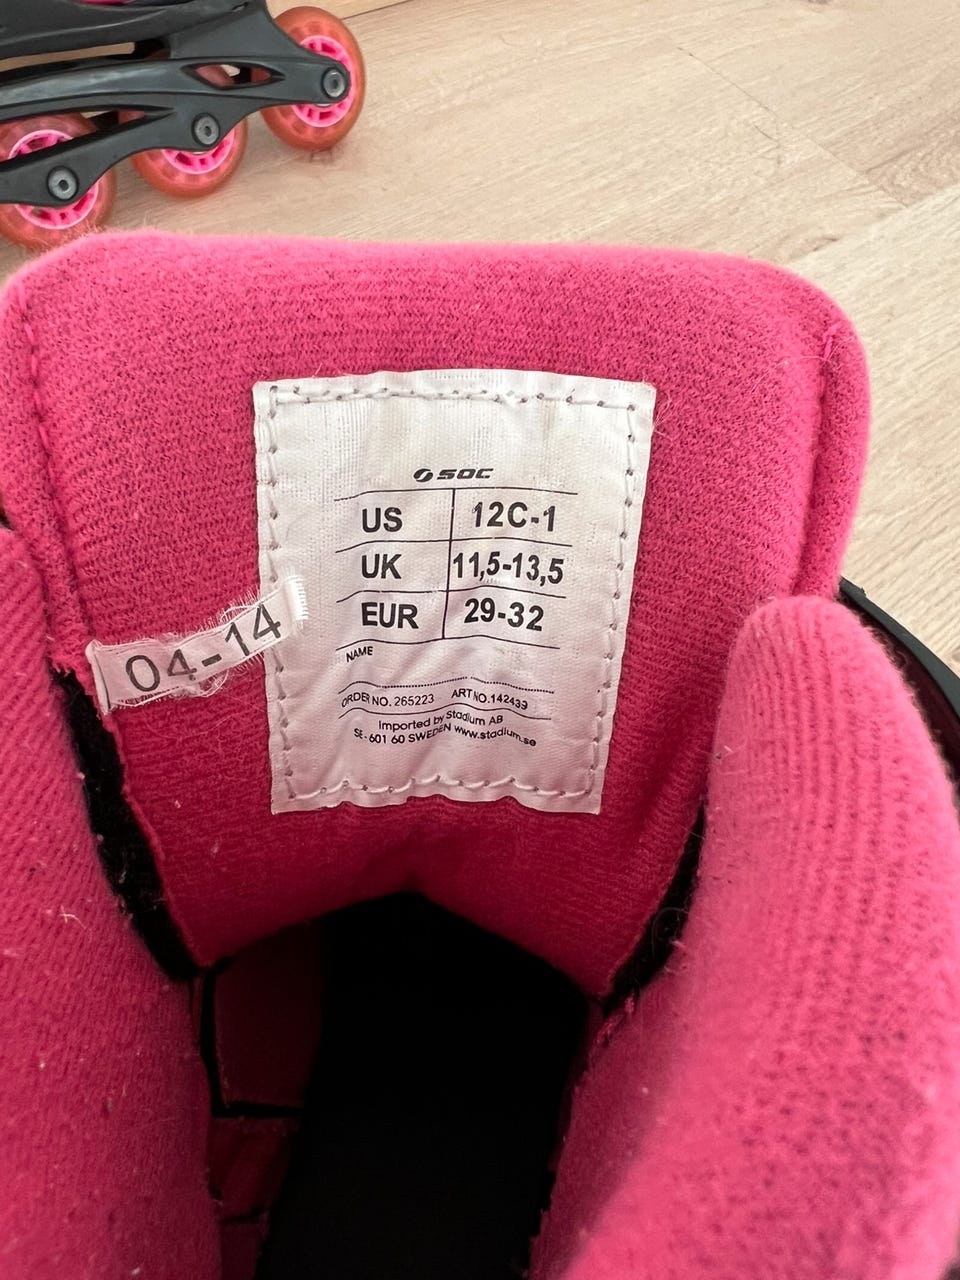 SOC
US 12C-1
UK 11,5-13,5
EUR 29-32
NAME
ORDER NO. 265223 ART NO.142439
Imported by Stadium AB
SE-601 60 SWEDEN www.stadium.se
04-14